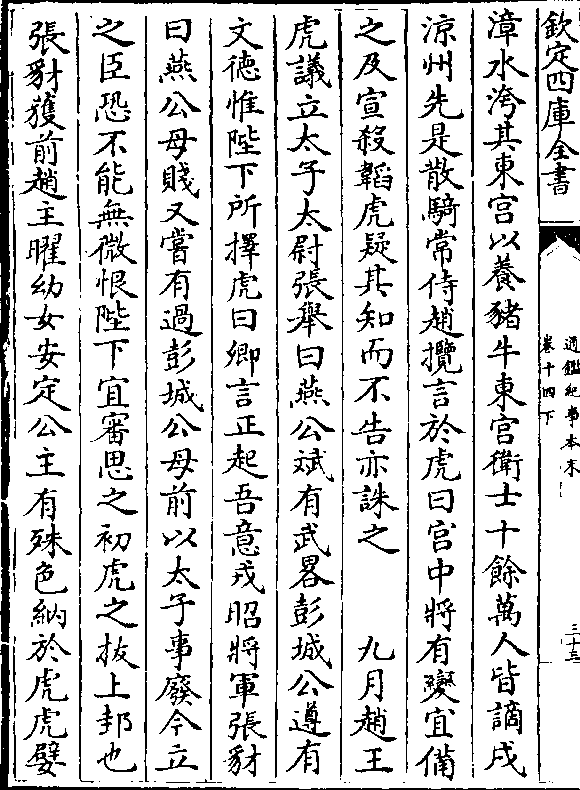 欽定四庫全書
通鑑紀事本末
卷十四下
三十三
漳水洿其東宫以養豬牛東宫衛士十餘萬人皆謫戍
涼州先是散騎常侍趙攬言於虎曰宫中將有變宜備
之及宣殺韜虎疑其知而不告亦誅之　九月趙王
虎議立太子太尉張舉曰燕公斌有武畧彭城公遵有
文徳惟陛下所擇虎曰卿言正起吾意戎昭將軍張豺
曰燕公母賤又嘗有過彭城公母前以太子事廢今立
之臣恐不能無微恨陛下宜審思之初虎之拔上邽也
張豺獲前趙主曜幼女安定公主有殊色納於虎虎嬖